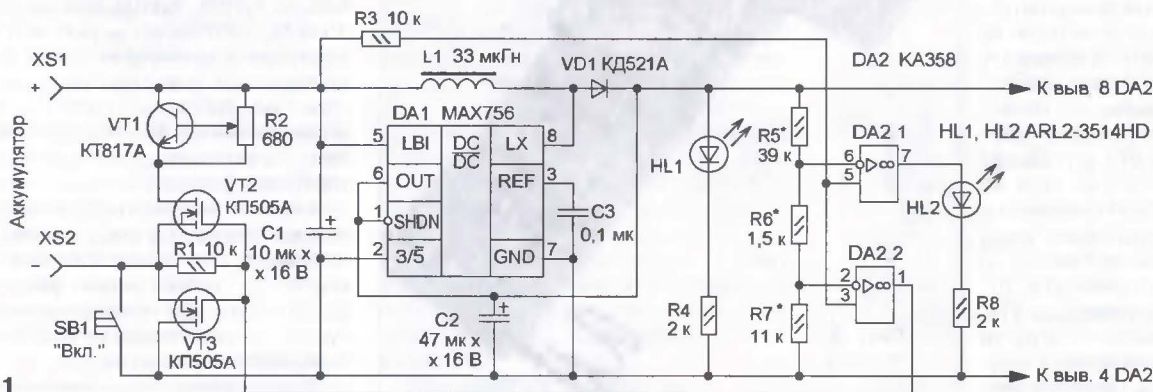 R3 10 к
XS1
+
L1 33 мкГн
VD1 КД521А
DA2 КА358
К выв. 8 DA2
Аккумулятор
VT1
КТ817А
R2
680
DA1 MAX756
5 LBI DC LX 8
DC
6 OUT REF 3
1 SHDN
2 3/5 GND 7
HL1
R5*
39 к
DA2 1
6 ▷∞ 7
5
HL1, HL2 ARL2-3514HD
HL2
VT2
КП505А
XS2
–
R1 10 к
C1
10 мк х
х 16 В
C3
0,1 мк
R6*
1,5 к
DA2 2
2 ▷∞ 1
3
SB1
"Вкл."
VT3
КП505А
C2
47 мк х
х 16 В
+
+
R4
2 к
R7*
11 к
R8
2 к
К выв. 4 DA2
1